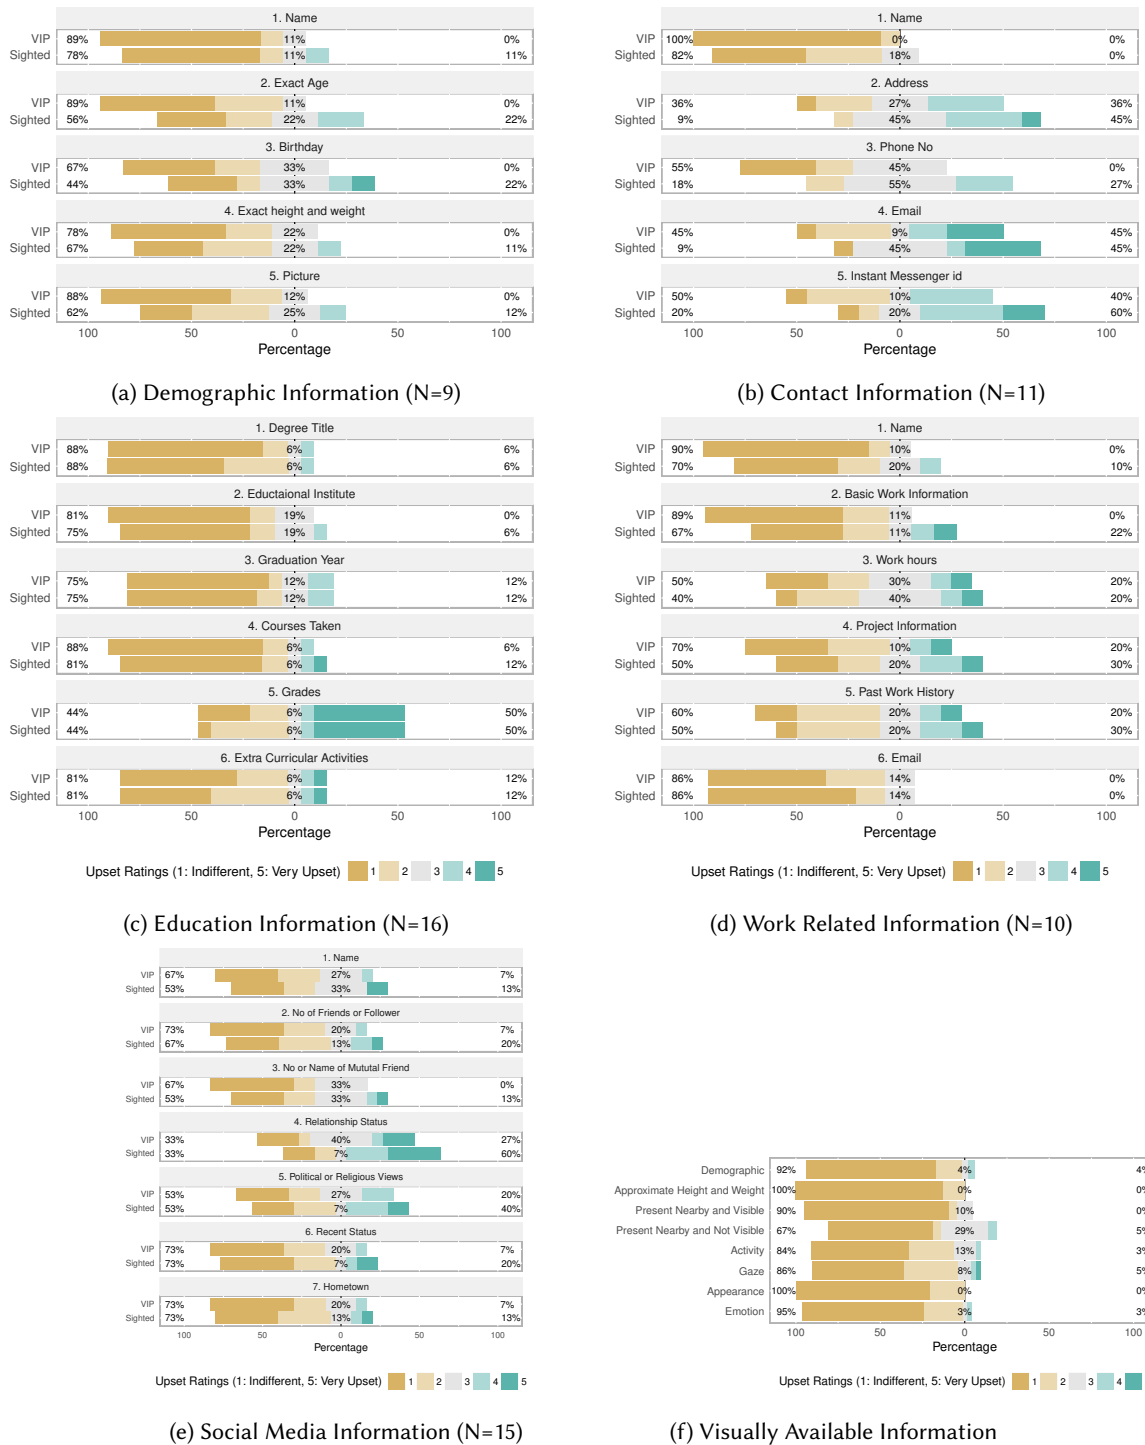 1. Name
VIP 89% 11% 0%
Sighted 78% 11% 11%
2. Exact Age
VIP 89% 11% 0%
Sighted 56% 22% 22%
3. Birthday
VIP 67% 33% 0%
Sighted 44% 33% 22%
4. Exact height and weight
VIP 78% 22% 0%
Sighted 67% 22% 11%
5. Picture
VIP 88% 12% 0%
Sighted 62% 25% 12%
100 50 0 50 100
Percentage
(a) Demographic Information (N=9)
1. Name
VIP 100% 0% 0%
Sighted 82% 18% 0%
2. Address
VIP 36% 27% 36%
Sighted 9% 45% 45%
3. Phone No
VIP 55% 45% 0%
Sighted 18% 55% 27%
4. Email
VIP 45% 9% 45%
Sighted 9% 45% 45%
5. Instant Messenger id
VIP 50% 10% 40%
Sighted 20% 20% 60%
100 50 0 50 100
Percentage
(b) Contact Information (N=11)
1. Degree Title
VIP 88% 6% 6%
Sighted 88% 6% 6%
2. Eductaional Institute
VIP 81% 19% 0%
Sighted 75% 19% 6%
3. Graduation Year
VIP 75% 12% 12%
Sighted 75% 12% 12%
4. Courses Taken
VIP 88% 6% 6%
Sighted 81% 6% 12%
5. Grades
VIP 44% 6% 50%
Sighted 44% 6% 50%
6. Extra Curricular Activities
VIP 81% 6% 12%
Sighted 81% 6% 12%
100 50 0 50 100
Percentage
Upset Ratings (1: Indifferent, 5: Very Upset) 1 2 3 4 5
(c) Education Information (N=16)
1. Name
VIP 90% 10% 0%
Sighted 70% 20% 10%
2. Basic Work Information
VIP 89% 11% 0%
Sighted 67% 11% 22%
3. Work hours
VIP 50% 30% 20%
Sighted 40% 40% 20%
4. Project Information
VIP 70% 10% 20%
Sighted 50% 20% 30%
5. Past Work History
VIP 60% 20% 20%
Sighted 50% 20% 30%
6. Email
VIP 86% 14% 0%
Sighted 86% 14% 0%
100 50 0 50 100
Percentage
Upset Ratings (1: Indifferent, 5: Very Upset) 1 2 3 4 5
(d) Work Related Information (N=10)
1. Name
VIP 67% 27% 7%
Sighted 53% 33% 13%
2. No of Friends or Follower
VIP 73% 20% 7%
Sighted 67% 13% 20%
3. No or Name of Mututal Friend
VIP 67% 33% 0%
Sighted 53% 33% 13%
4. Relationship Status
VIP 33% 40% 27%
Sighted 33% 7% 60%
5. Political or Religious Views
VIP 53% 27% 20%
Sighted 53% 7% 40%
6. Recent Status
VIP 73% 20% 7%
Sighted 73% 7% 20%
7. Hometown
VIP 73% 20% 7%
Sighted 73% 13% 13%
100 50 0 50 100
Percentage
Upset Ratings (1: Indifferent, 5: Very Upset) 1 2 3 4 5
(e) Social Media Information (N=15)
Demographic 92% 4% 4%
Approximate Height and Weight 100% 0% 0%
Present Nearby and Visible 90% 10% 0%
Present Nearby and Not Visible 67% 29% 5%
Activity 84% 13% 3%
Gaze 86% 8% 5%
Appearance 100% 0% 0%
Emotion 95% 3% 3%
100 50 0 50 100
Percentage
Upset Ratings (1: Indifferent, 5: Very Upset) 1 2 3 4
(f) Visually Available Information